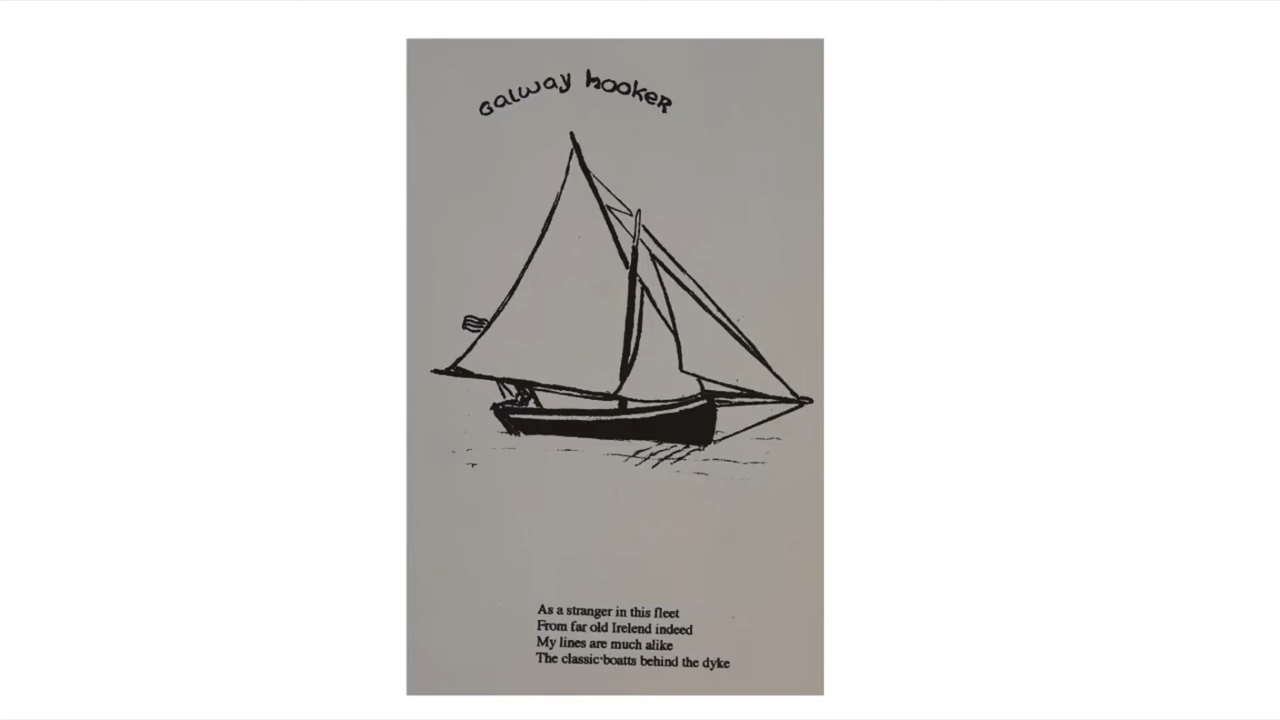 Galway hooker
As a stranger in this fleet
From far old Irelend indeed
My lines are much alike
The classic boatts behind the dyke